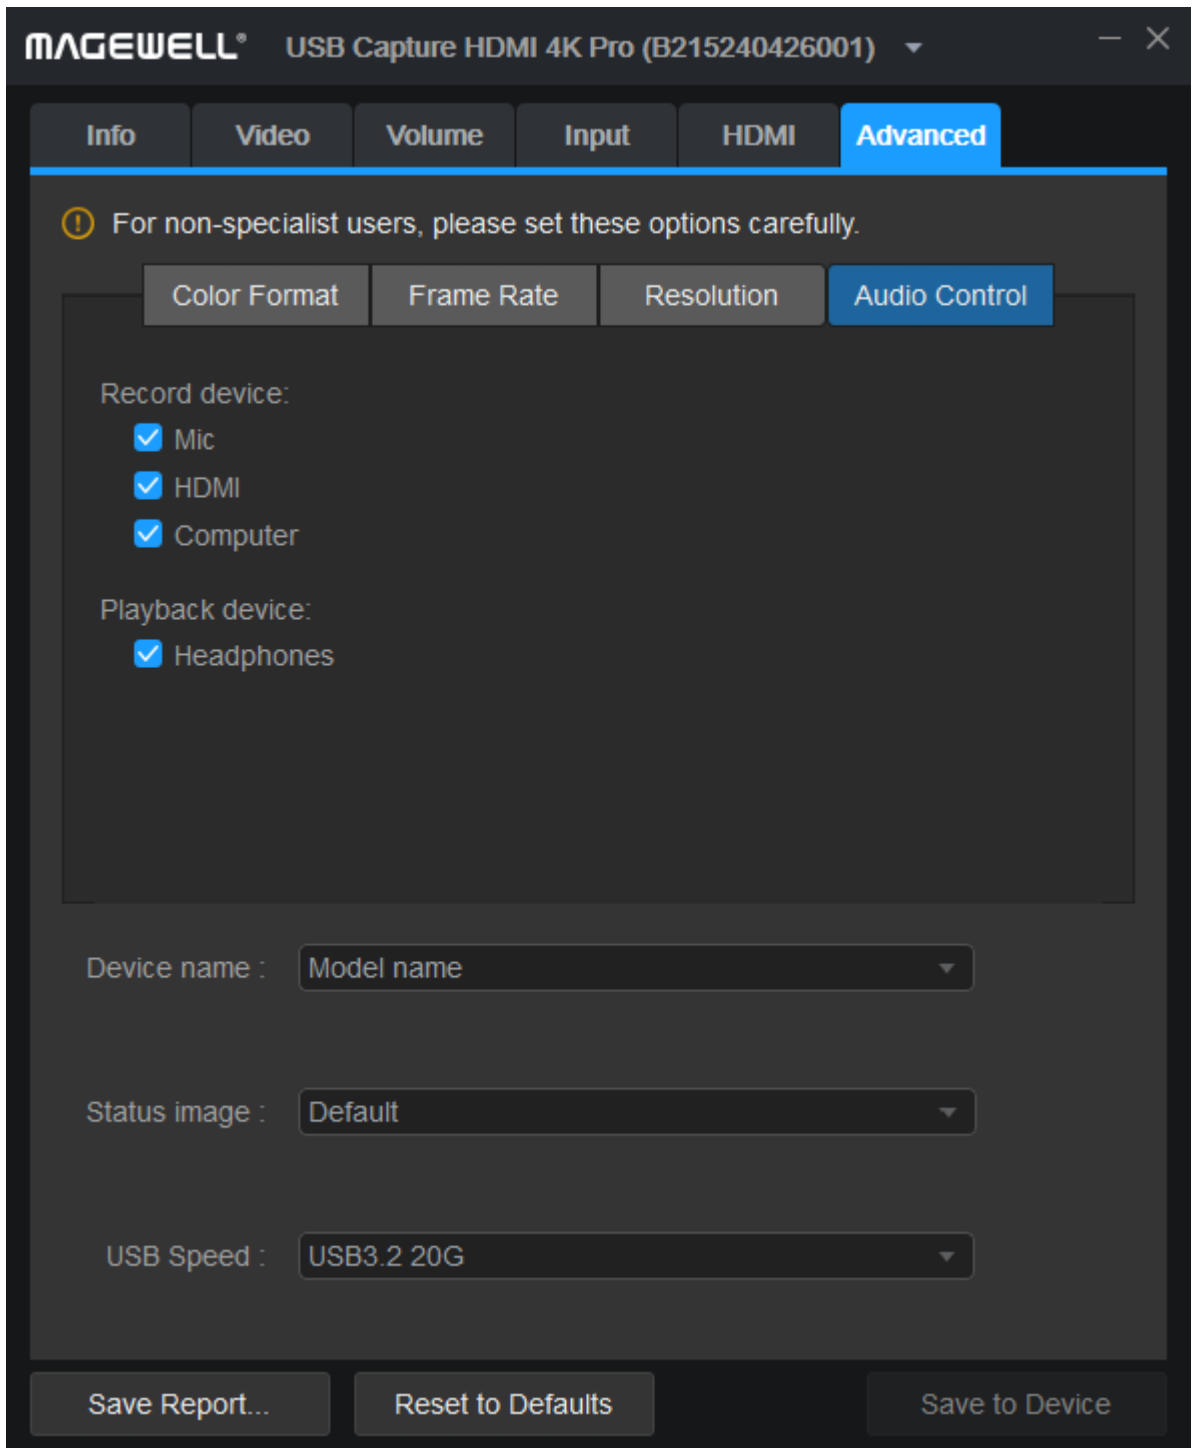 MAGEWELL® USB Capture HDMI 4K Pro (B215240426001)
Info Video Volume Input HDMI Advanced
For non-specialist users, please set these options carefully.
Color Format Frame Rate Resolution Audio Control
Record device:
Mic
HDMI
Computer
Playback device:
Headphones
Device name : Model name
Status image : Default
USB Speed : USB3.2 20G
Save Report... Reset to Defaults Save to Device